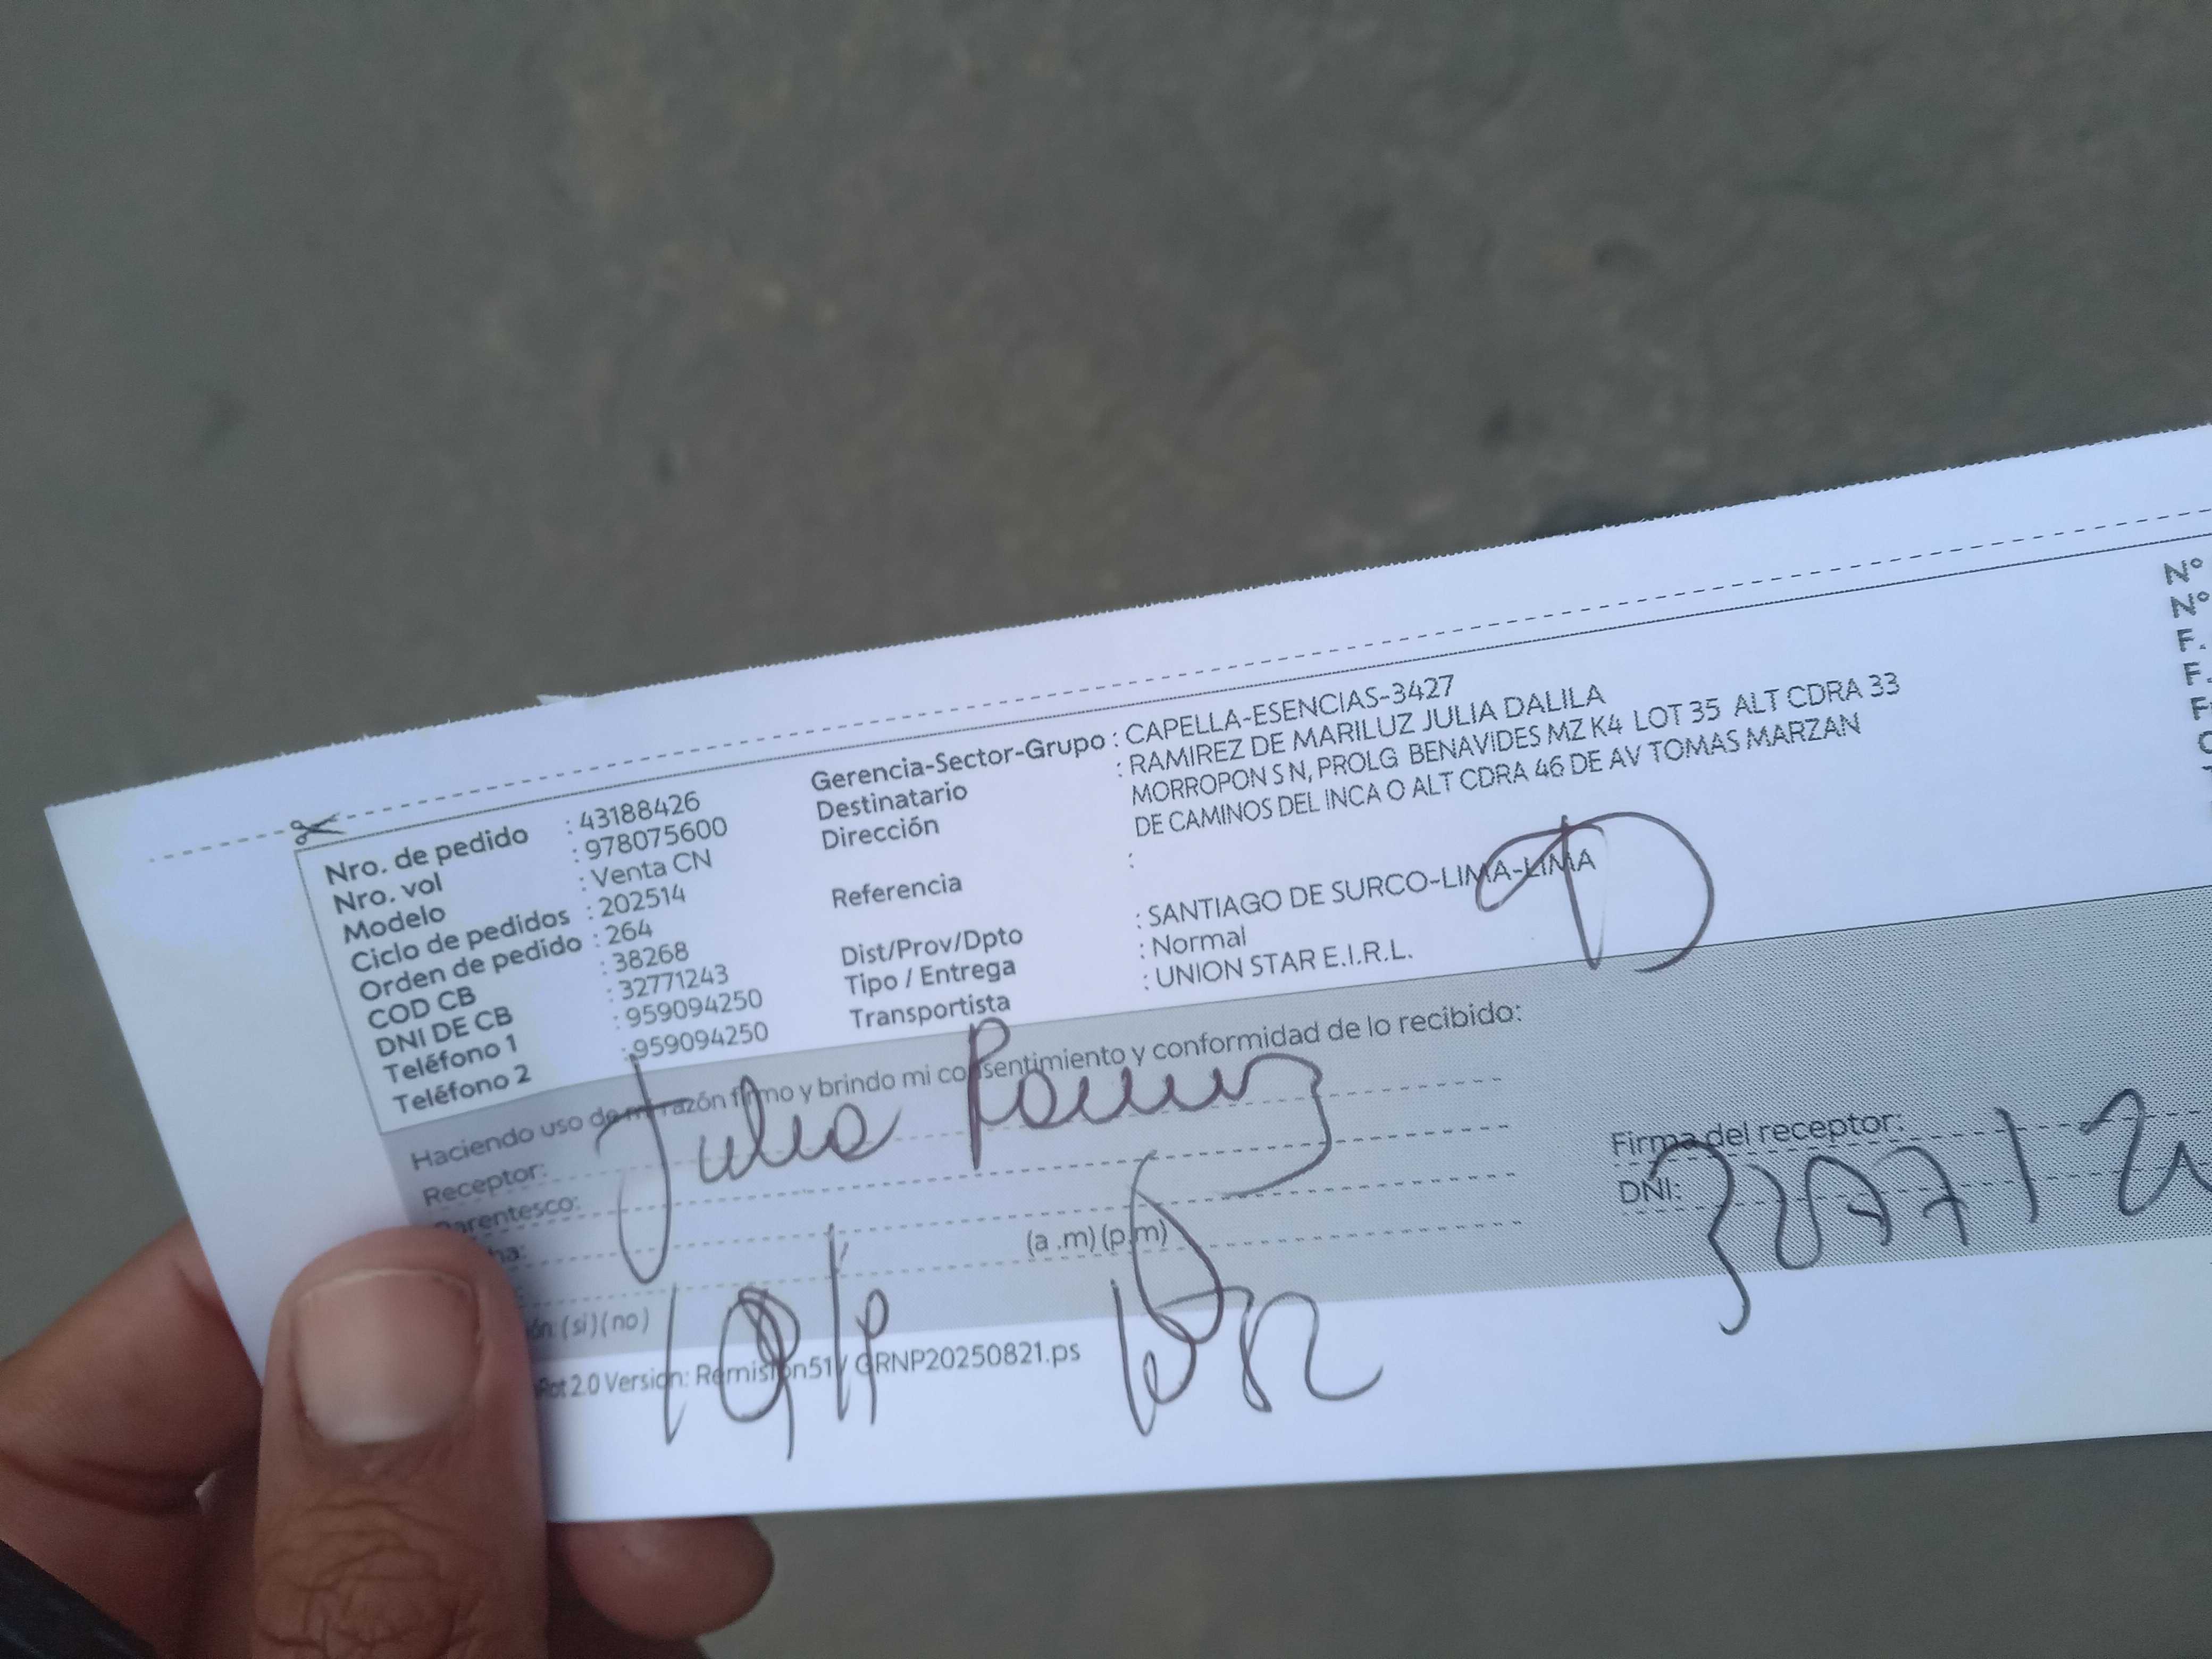 Nro. de pedido : 43188426
Nro. vol : 978075600
Modelo : Venta CN
Ciclo de pedidos : 202514
Orden de pedido : 264
COD CB : 38268
DNI DE CB : 32771243
Teléfono 1 : 959094250
Teléfono 2 : 959094250
Gerencia-Sector-Grupo : CAPELLA-ESENCIAS-3427
Destinatario : RAMIREZ DE MARILUZ JULIA DALILA
Dirección MORROPON S N, PROLG BENAVIDES MZ K4 LOT 35 ALT CDRA 33
DE CAMINOS DEL INCA O ALT CDRA 46 DE AV TOMAS MARZAN
Referencia :
Dist/Prov/Dpto : SANTIAGO DE SURCO-LIMA-LIMA
Tipo / Entrega : Normal
Transportista : UNION STAR E.I.R.L.
N°
N°
F.
F.
Haciendo uso de mi razón firmo y brindo mi consentimiento y conformidad de lo recibido:
Receptor: Julia
Parentesco:
(a .m) (p.m)
(si) (no)
2.0 Version: Remision51/ GRNP20250821.ps
Firma del receptor:
DNI: